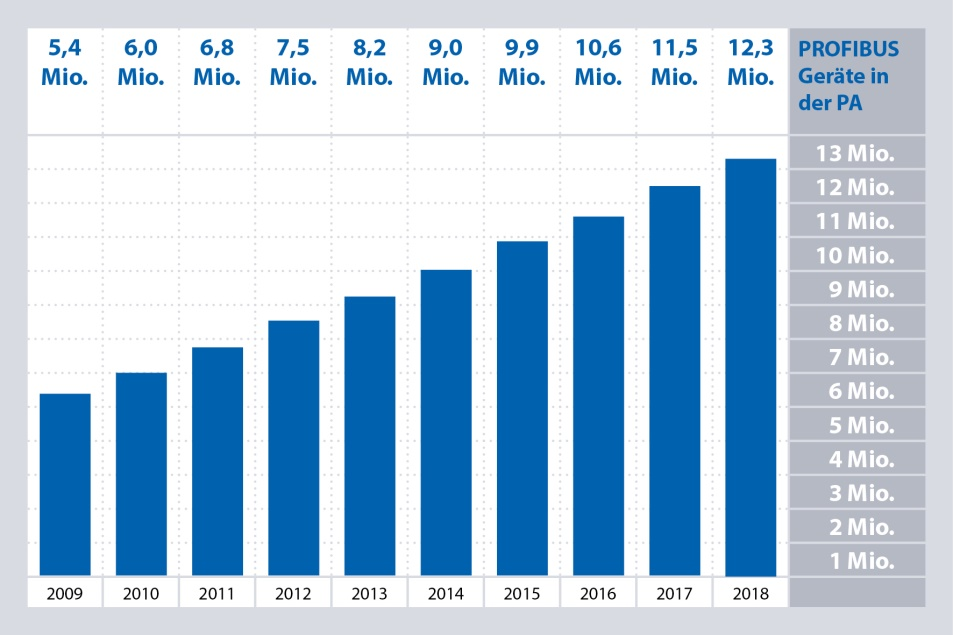 5,4 6,0 6,8 7,5 8,2 9,0 9,9 10,6 11,5 12,3 PROFIBUS
Mio. Mio. Mio. Mio. Mio. Mio. Mio. Mio. Mio. Mio. Geräte in
der PA
13 Mio.
12 Mio.
11 Mio.
10 Mio.
9 Mio.
8 Mio.
7 Mio.
6 Mio.
5 Mio.
4 Mio.
3 Mio.
2 Mio.
1 Mio.
2009 2010 2011 2012 2013 2014 2015 2016 2017 2018